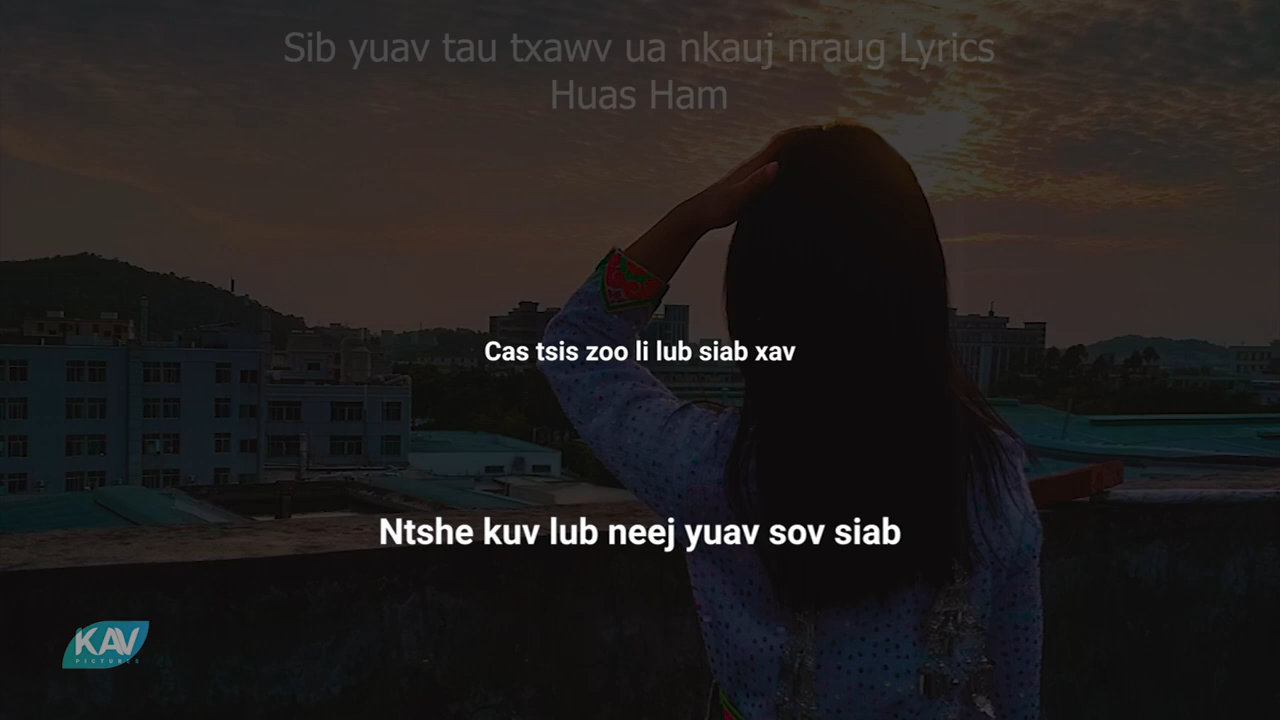 Sib yuav tau txawv ua nkauj nraug Lyrics
Huas Ham
Cas tsis zoo li lub siab xav
Ntshe kuv lub neej yuav sov siab
KAV
PICTURES